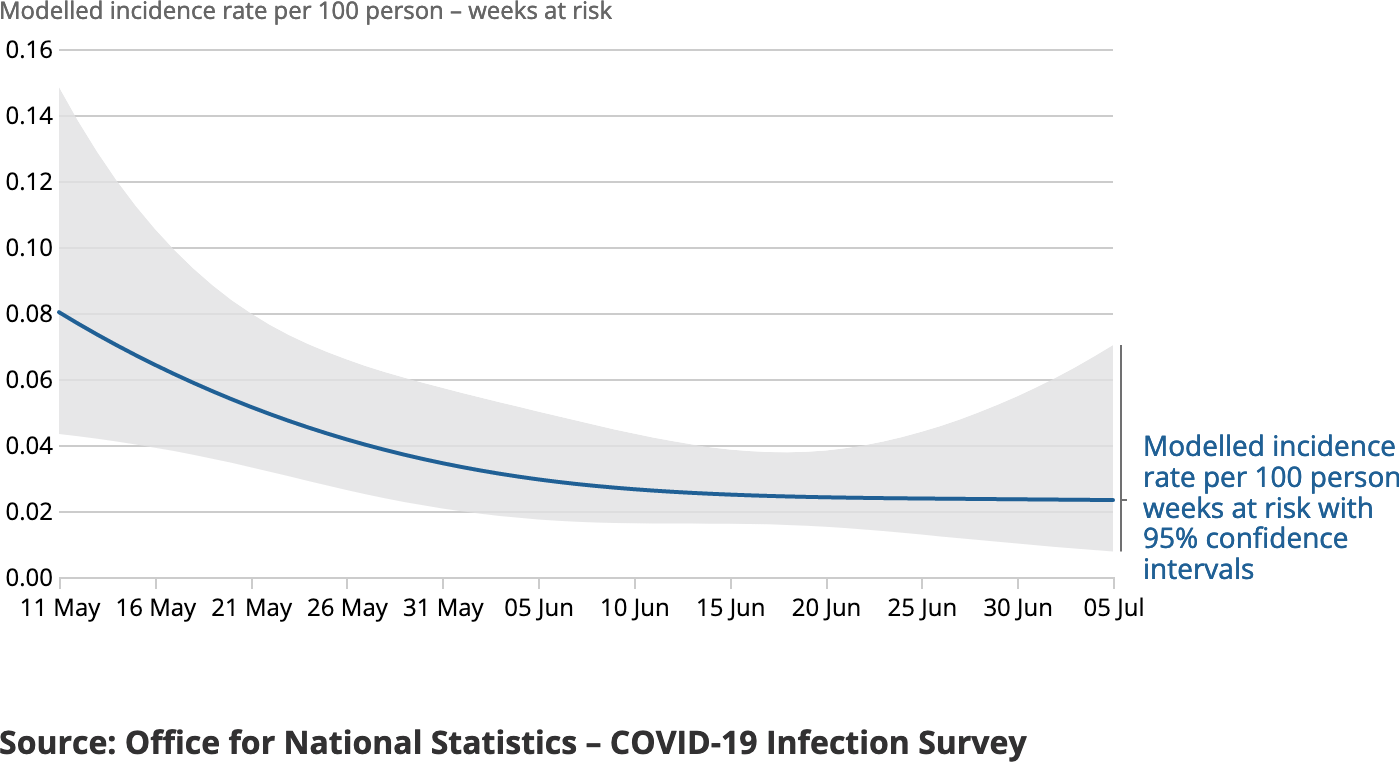 Modelled incidence rate per 100 person – weeks at risk
0.16
0.14
0.12
0.10
0.08
0.06
0.04
0.02
0.00
11 May 16 May 21 May 26 May 31 May 05 Jun 10 Jun 15 Jun 20 Jun 25 Jun 30 Jun 05 Jul
Modelled incidence
rate per 100 person
weeks at risk with
95% confidence
intervals
Source: Office for National Statistics – COVID-19 Infection Survey